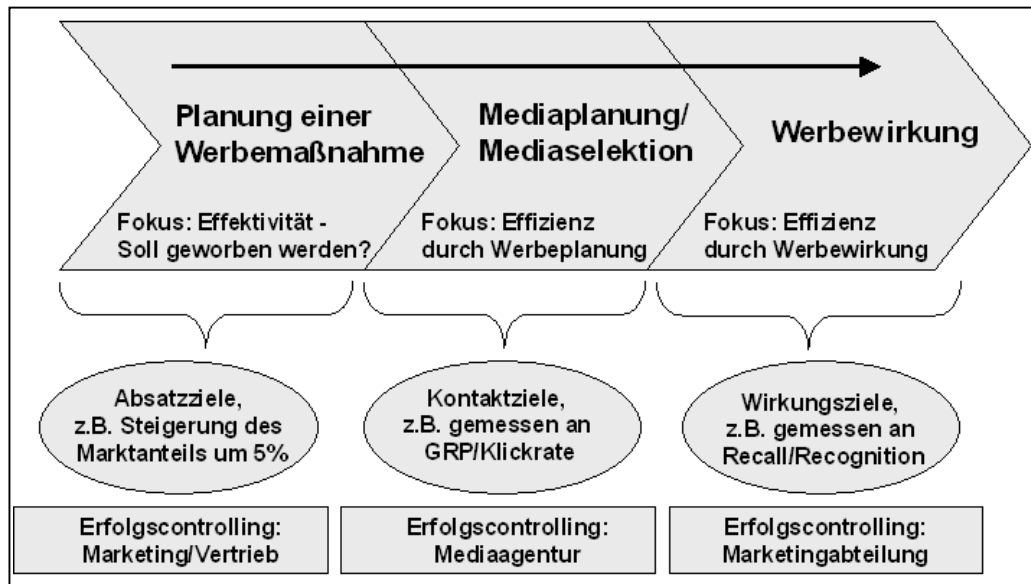 Planung einer
Werbemaßnahme
Fokus: Effektivität -
Soll geworben werden?
Mediaplanung/
Mediaselektion
Fokus: Effizienz
durch Werbeplanung
Werbewirkung
Fokus: Effizienz
durch Werbewirkung
Absatzziele,
z.B. Steigerung des
Marktanteils um 5%
Kontaktziele,
z.B. gemessen an
GRP/Klickrate
Wirkungsziele,
z.B. gemessen an
Recall/Recognition
Erfolgscontrolling:
Marketing/Vertrieb
Erfolgscontrolling:
Mediaagentur
Erfolgscontrolling:
Marketingabteilung